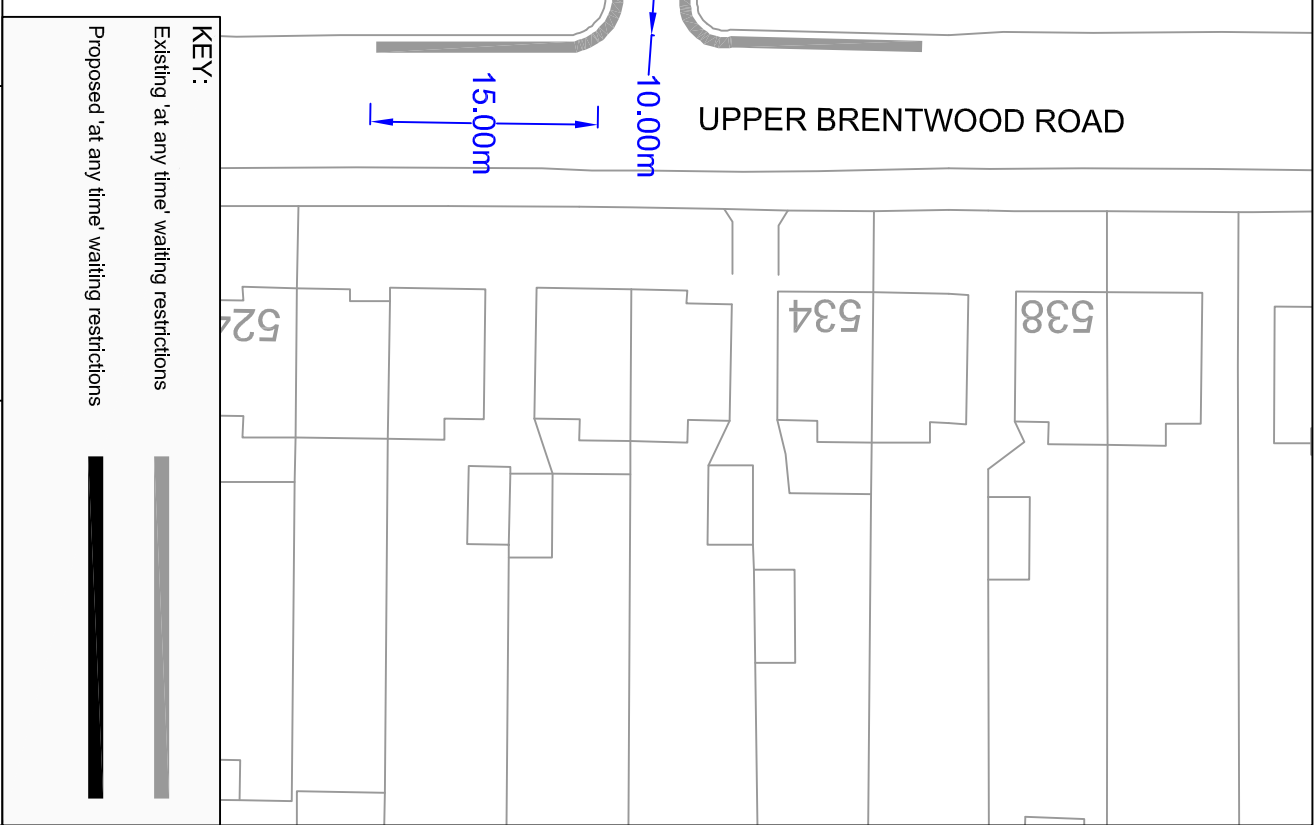 KEY:
Existing 'at any time' waiting restrictions
Proposed 'at any time' waiting restrictions
15.00m
10.00m
UPPER BRENTWOOD ROAD
534
538